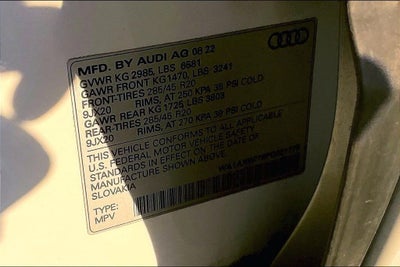 MFD. BY AUDI AG 08 22
GVWR KG 2985, LBS 6581
GAWR FRONT KG 1470, LBS 3241
FRONT-TIRES 285/45 R20
9JX20 RIMS, AT 250 KPA 36 PSI COLD
GAWR REAR KG 1725 LBS 3803
REAR-TIRES 285/45 R20
9JX20 RIMS, AT 270 KPA 39 PSI COLD
THIS VEHICLE CONFORMS TO ALL APPLICABLE
U.S. FEDERAL MOTOR VEHICLE SAFETY
STANDARDS IN EFFECT ON THE DATE OF
MANUFACTURE SHOWN ABOVE.
SLOVAKIA
TYPE:
MPV